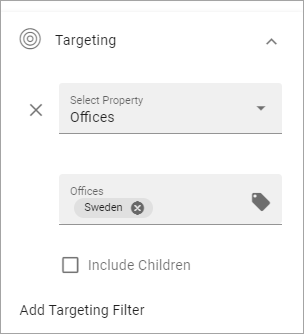 Targeting
Select Property
Offices
Offices
Sweden
Include Children
Add Targeting Filter